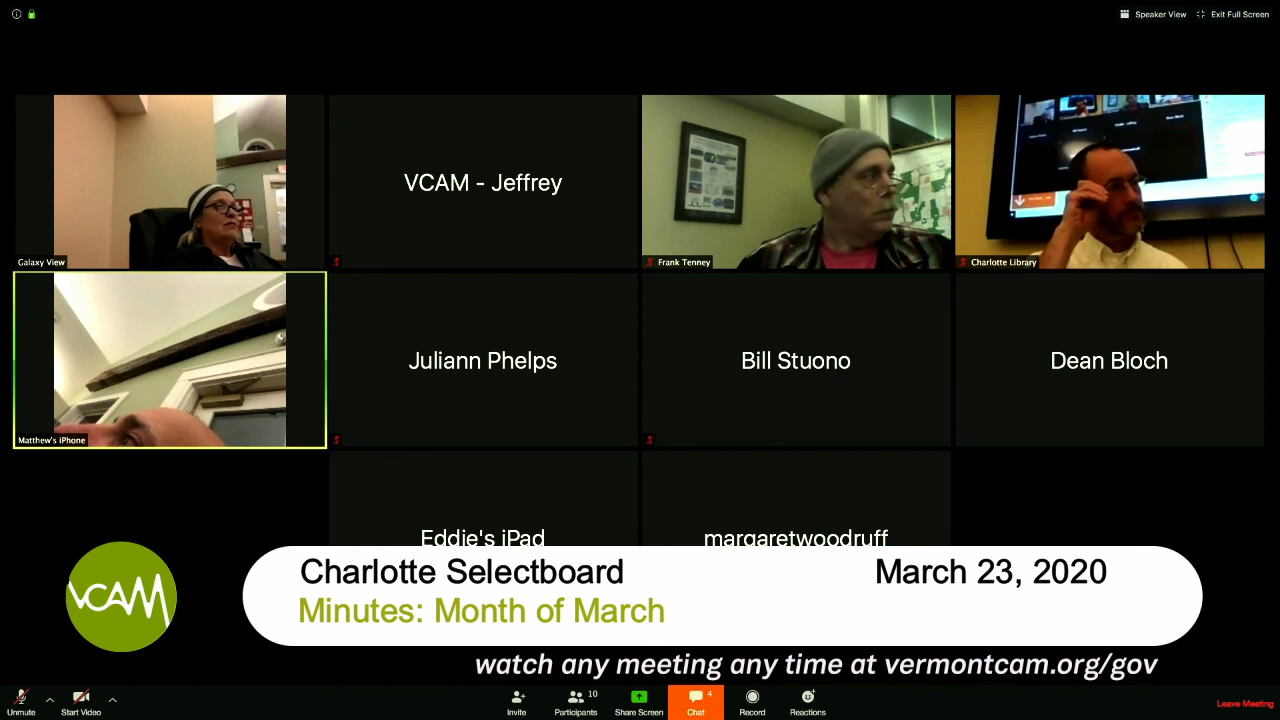 Speaker View
Exit Full Screen
VCAM - Jeffrey
Galaxy View
Frank Tenney
Charlotte Library
Juliann Phelps
Bill Stuono
Dean Bloch
Matthew's iPhone
Eddie's iPad
margaretwoodruff
VCAM
Charlotte Selectboard
March 23, 2020
Minutes: Month of March
watch any meeting any time at vermontcam.org/gov
Unmute
Start Video
Invite
10
Participants
Share Screen
4
Chat
Record
Reactions
Leave Meeting